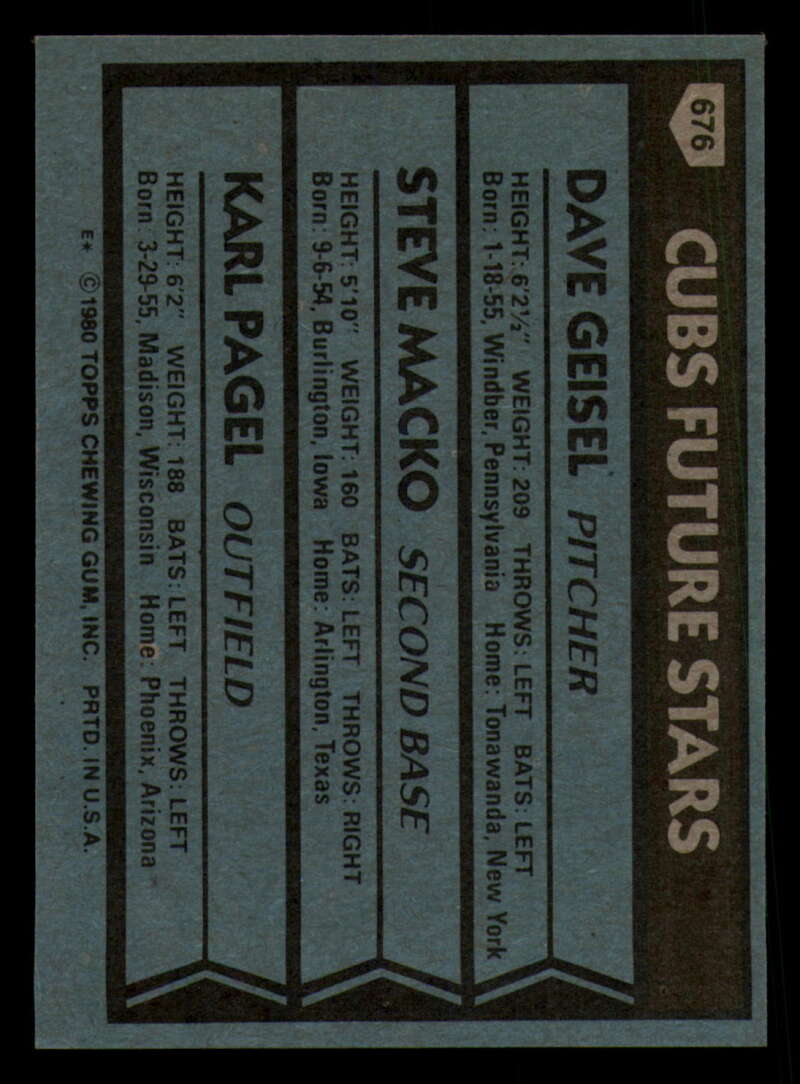 676
CUBS FUTURE STARS
DAVE GEISEL PITCHER
HEIGHT: 6'2½" WEIGHT: 209 THROWS: LEFT BATS: LEFT
Born: 1-18-55, Windber, Pennsylvania Home: Tonawanda, New York
STEVE MACKO SECOND BASE
HEIGHT: 5'10" WEIGHT: 160 BATS: LEFT THROWS: RIGHT
Born: 9-6-54, Burlington, Iowa Home: Arlington, Texas
KARL PAGEL OUTFIELD
HEIGHT: 6'2" WEIGHT: 188 BATS: LEFT THROWS: LEFT
Born: 3-29-55, Madison, Wisconsin Home: Phoenix, Arizona
E* ©1980 TOPPS CHEWING GUM, INC. PRTD. IN U.S.A.